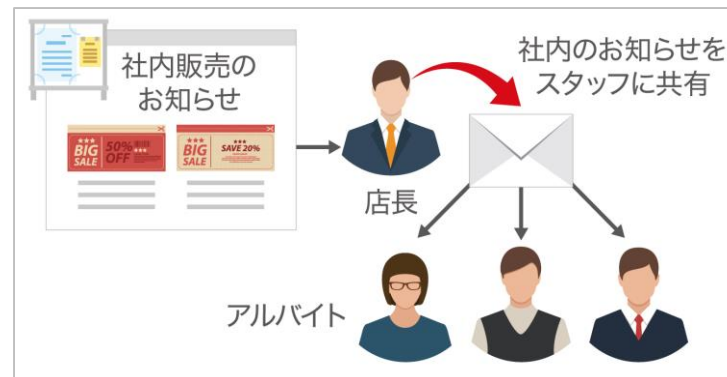 社内販売の
お知らせ
BIG
SALE
50%
OFF
BIG
SALE
SAVE 20%
店長
社内のお知らせを
スタッフに共有
アルバイト